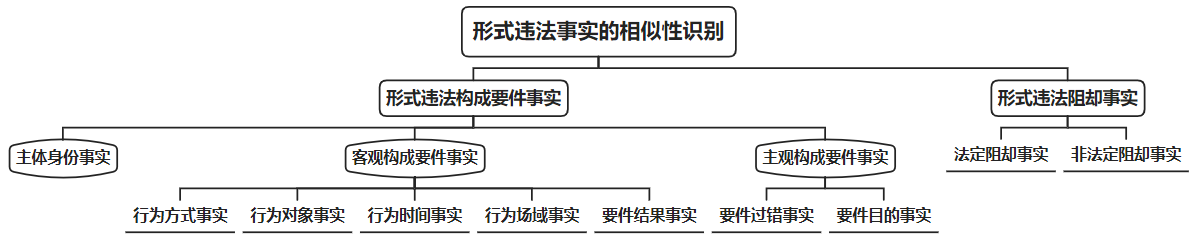 形式违法事实的相似性识别
形式违法构成要件事实
形式违法阻却事实
主体身份事实
客观构成要件事实
主观构成要件事实
法定阻却事实
非法定阻却事实
行为方式事实
行为对象事实
行为时间事实
行为场域事实
要件结果事实
要件过错事实
要件目的事实